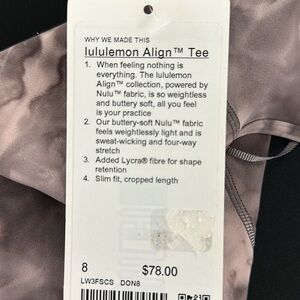 WHY WE MADE THIS
lululemon Align™ Tee
1. When feeling nothing is
everything. The lululemon
Align™ collection, powered by
Nulu™ fabric, is so weightless
and buttery soft, all you feel
is your practice
2. Our buttery-soft Nulu™ fabric
feels weightlessly light and is
sweat-wicking and four-way
stretch
3. Added Lycra® fibre for shape
retention
4. Slim fit, cropped length
8 $78.00
LW3FSCS DON8